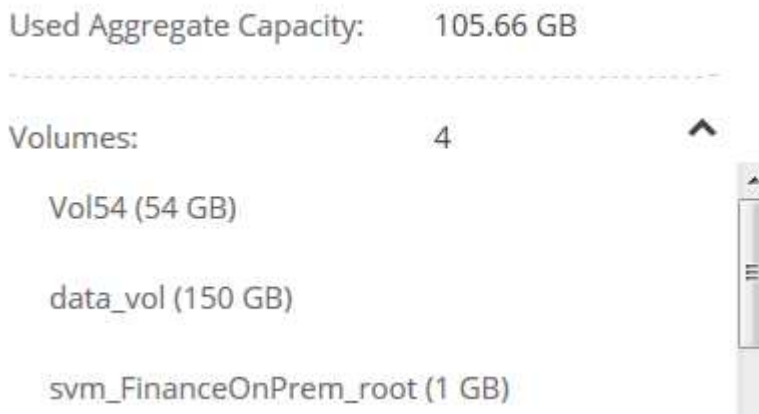 Used Aggregate Capacity: 105.66 GB
Volumes: 4
Vol54 (54 GB)
data_vol (150 GB)
svm_FinanceOnPrem_root (1 GB)